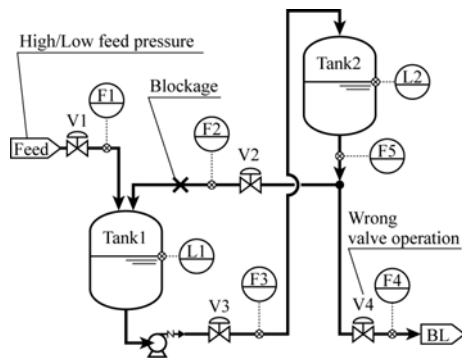 High/Low feed pressure
F1
V1
Feed
Blockage
F2
V2
Tank2
L2
F5
Tank1
L1
V3
F3
Wrong
valve operation
V4
F4
BL